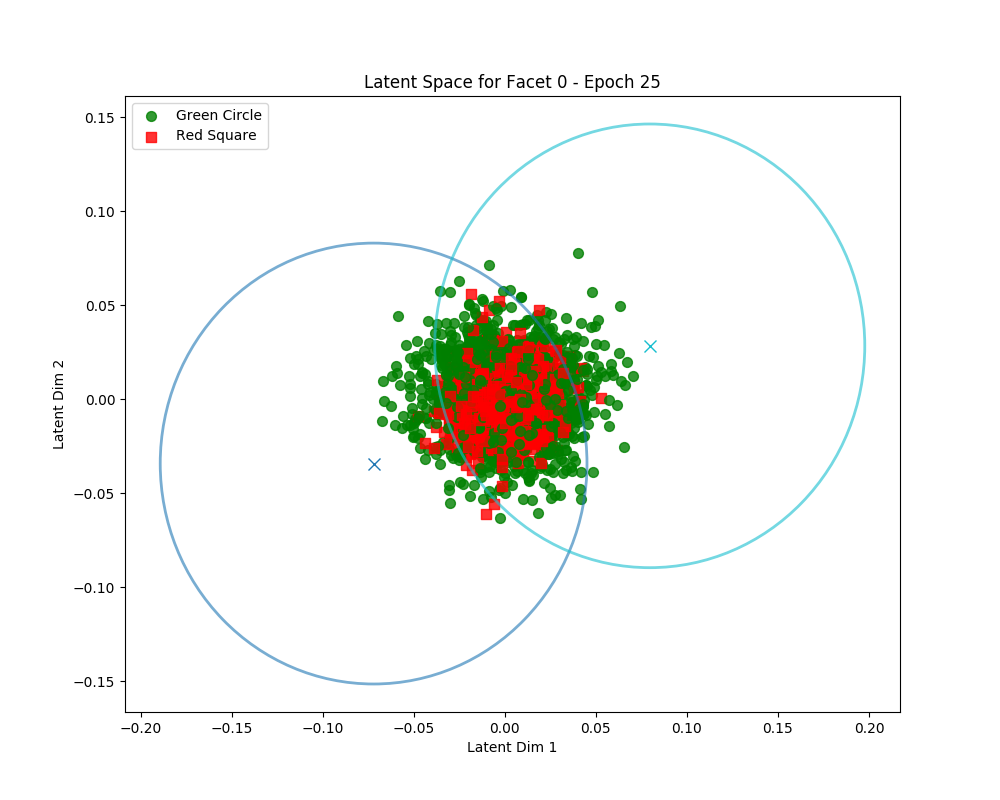 Latent Space for Facet 0 - Epoch 25
Green Circle
Red Square
0.15
0.10
0.05
0.00
−0.05
−0.10
−0.15
Latent Dim 2
−0.20 −0.15 −0.10 −0.05 0.00 0.05 0.10 0.15 0.20
Latent Dim 1